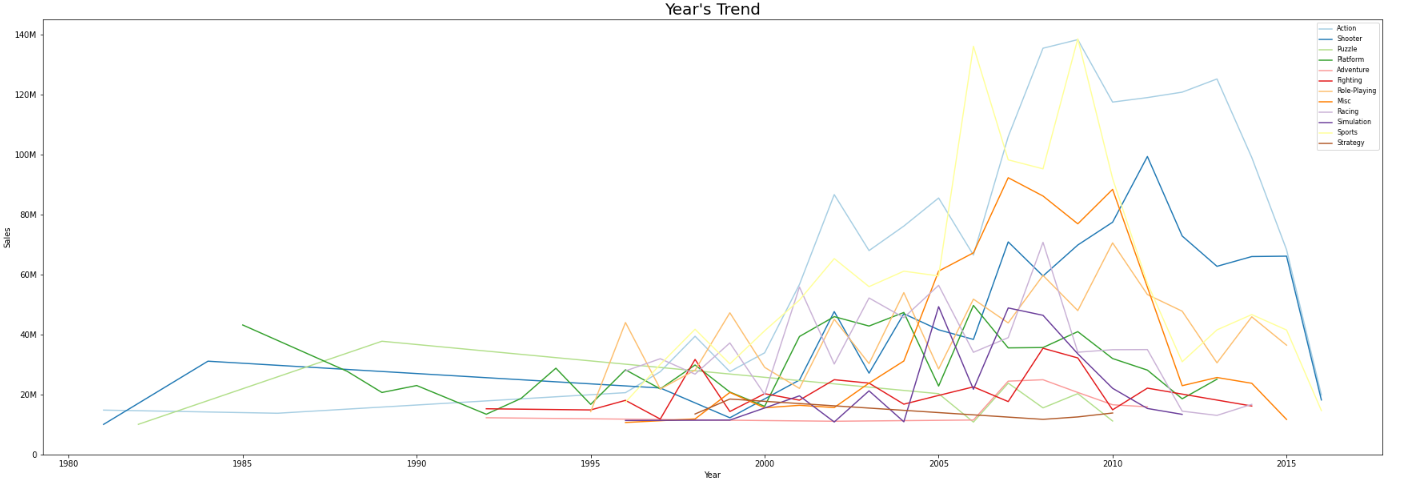 Year's Trend
140M
120M
100M
80M
60M
40M
20M
0
Sales
1980 1985 1990 1995 2000 2005 2010 2015
Year
Action
Shooter
Puzzle
Platform
Adventure
Fighting
Role-Playing
Misc
Racing
Simulation
Sports
Strategy